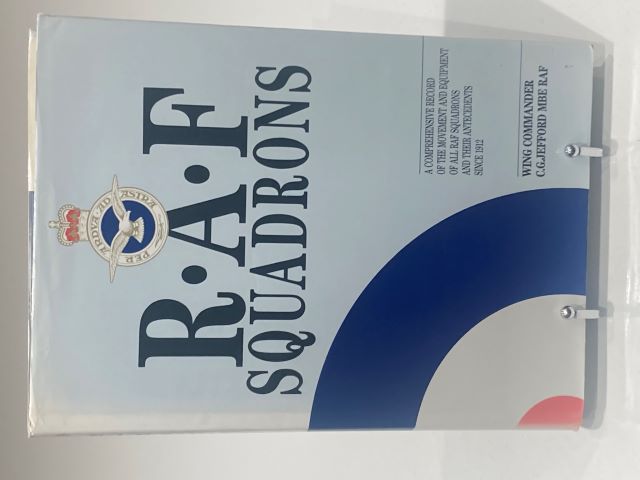 PER ARDVA AD ASTRA
R·A·F
SQUADRONS
A COMPREHENSIVE RECORD
OF THE MOVEMENT AND EQUIPMENT
OF ALL RAF SQUADRONS
AND THEIR ANTECEDENTS
SINCE 1912
WING COMMANDER
C.G.JEFFORD MBE RAF